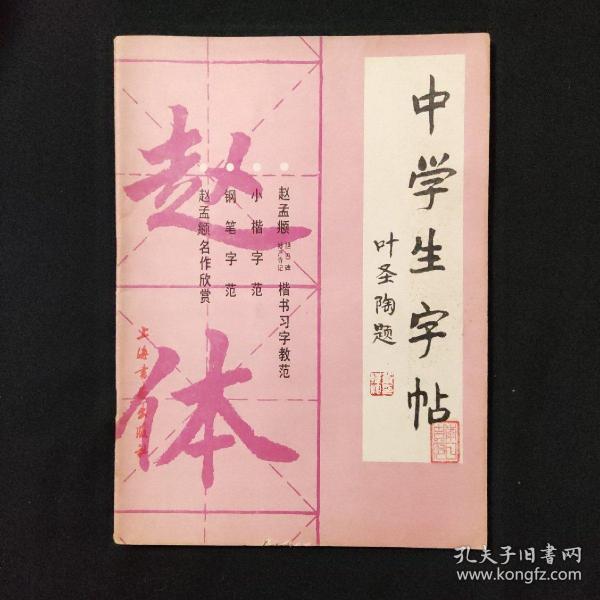 中学生字帖
叶圣陶题
赵孟頫 楷书习字教范
小楷字范
钢笔字范
赵孟頫名作欣赏
赵体
上海书画出版社
孔夫子旧书网
www.kongfz.com